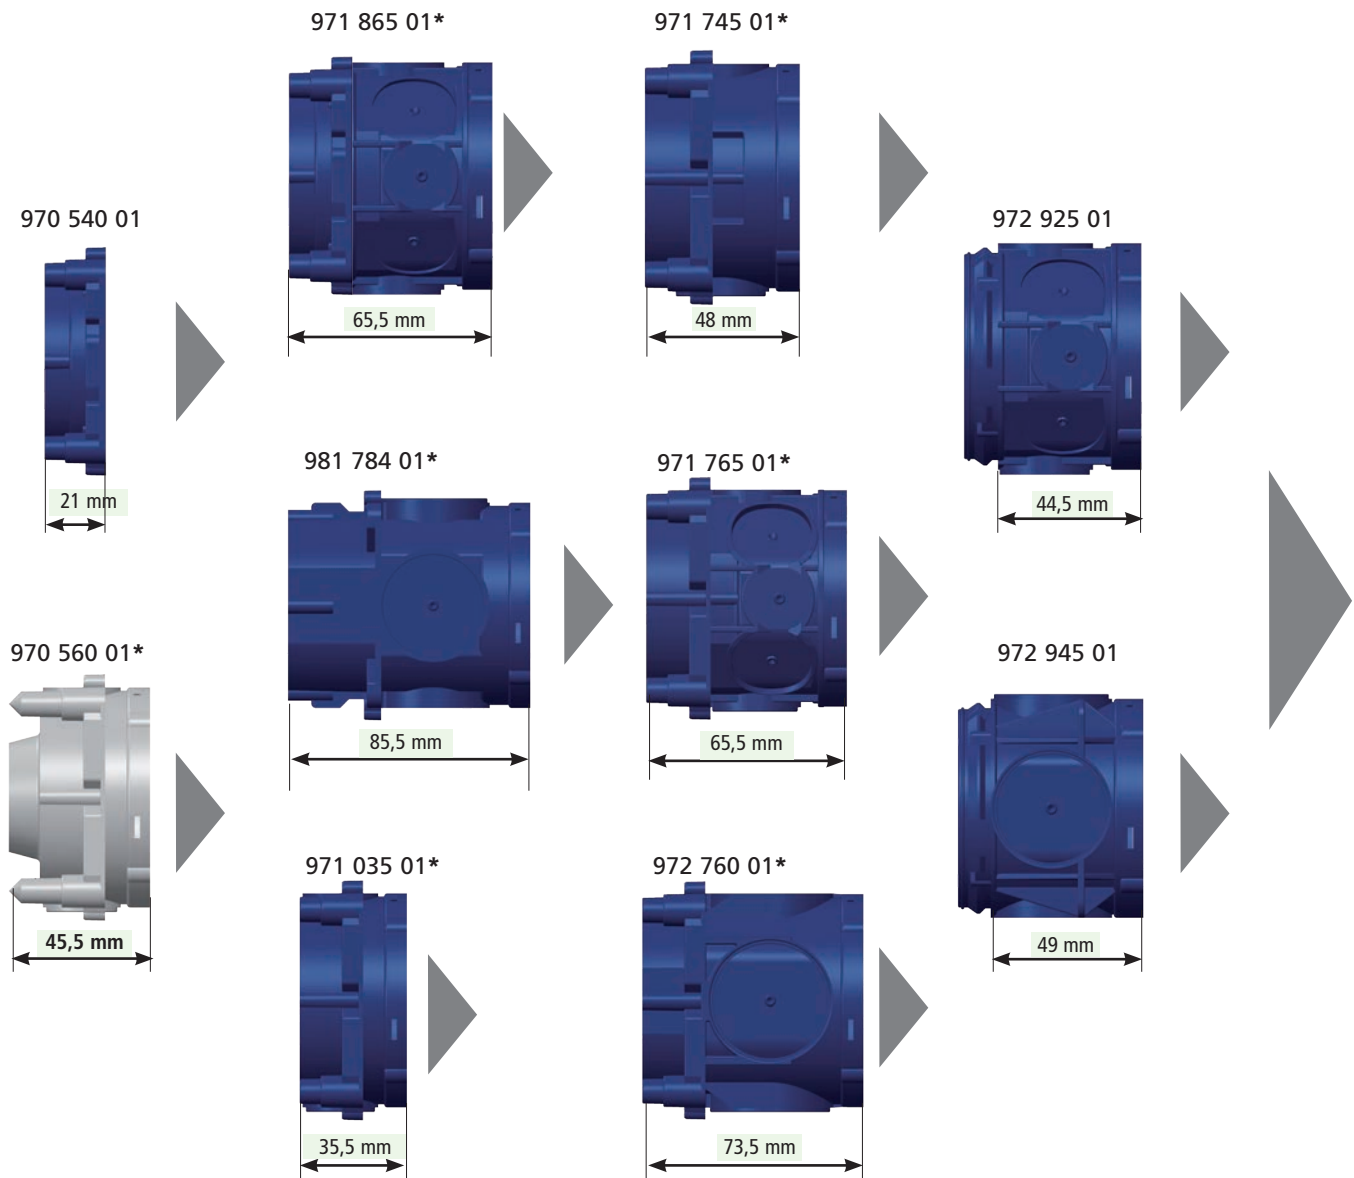 971 865 01*
971 745 01*
970 540 01
972 925 01
65,5 mm
48 mm
981 784 01*
971 765 01*
21 mm
44,5 mm
970 560 01*
972 945 01
85,5 mm
65,5 mm
971 035 01*
972 760 01*
45,5 mm
49 mm
35,5 mm
73,5 mm